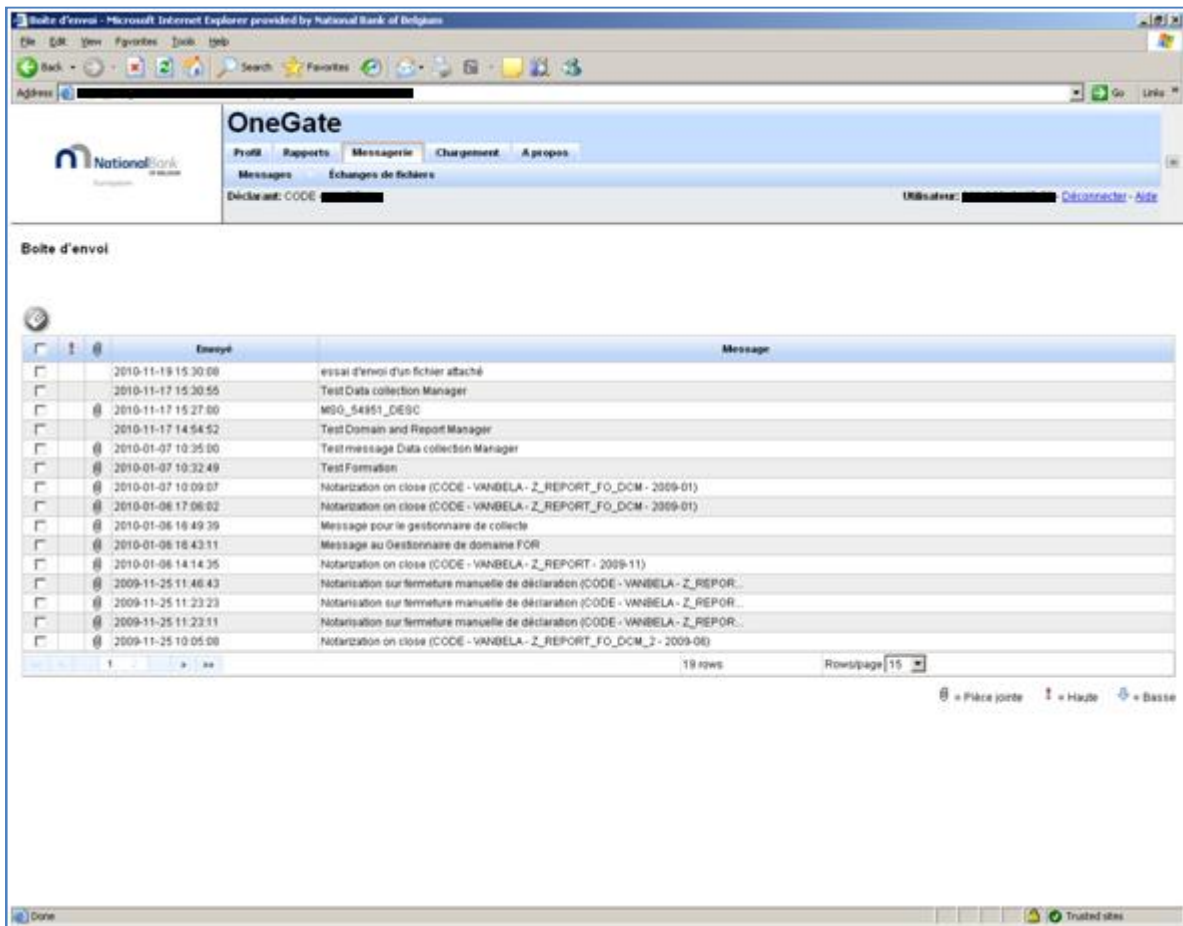 Boîte d'envoi - Microsoft Internet Explorer provided by National Bank of Belgium
File Edit View Favorites Tools Help
Back Search Favorites
Address Go Links
OneGate
NationalBank
OF BELGIUM
Eurosystem
Profil Rapports Messagerie Chargement A propos
Messages Échanges de fichiers
Déclarant: CODE Utilisateur: - Déconnecter - Aide
Boîte d'envoi
Envoyé Message
2010-11-19 15:30:08 essai d'envoi d'un fichier attaché
2010-11-17 15:30:55 Test Data collection Manager
2010-11-17 15:27:00 MSG_54951_DESC
2010-11-17 14:54:52 Test Domain and Report Manager
2010-01-07 10:35:00 Test message Data collection Manager
2010-01-07 10:32:49 Test Formation
2010-01-07 10:09:07 Notarization on close (CODE - VANBELA - Z_REPORT_FO_DCM - 2009-01)
2010-01-06 17:06:02 Notarization on close (CODE - VANBELA - Z_REPORT_FO_DCM - 2009-01)
2010-01-06 16:49:39 Message pour le gestionnaire de collecte
2010-01-06 16:43:11 Message au Gestionnaire de domaine FOR
2010-01-06 14:14:35 Notarization on close (CODE - VANBELA - Z_REPORT - 2009-11)
2009-11-25 11:46:43 Notarisation sur fermeture manuelle de déclaration (CODE - VANBELA - Z_REPOR...
2009-11-25 11:23:23 Notarisation sur fermeture manuelle de déclaration (CODE - VANBELA - Z_REPOR...
2009-11-25 11:23:11 Notarisation sur fermeture manuelle de déclaration (CODE - VANBELA - Z_REPOR...
2009-11-25 10:05:08 Notarization on close (CODE - VANBELA - Z_REPORT_FO_DCM_2 - 2009-08)
1 19 rows Rows/page 15
= Pièce jointe = Haute = Basse
Done Trusted sites